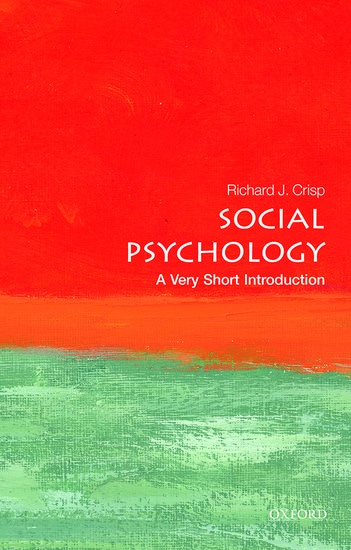 Richard J. Crisp
SOCIAL
PSYCHOLOGY
A Very Short Introduction
OXFORD